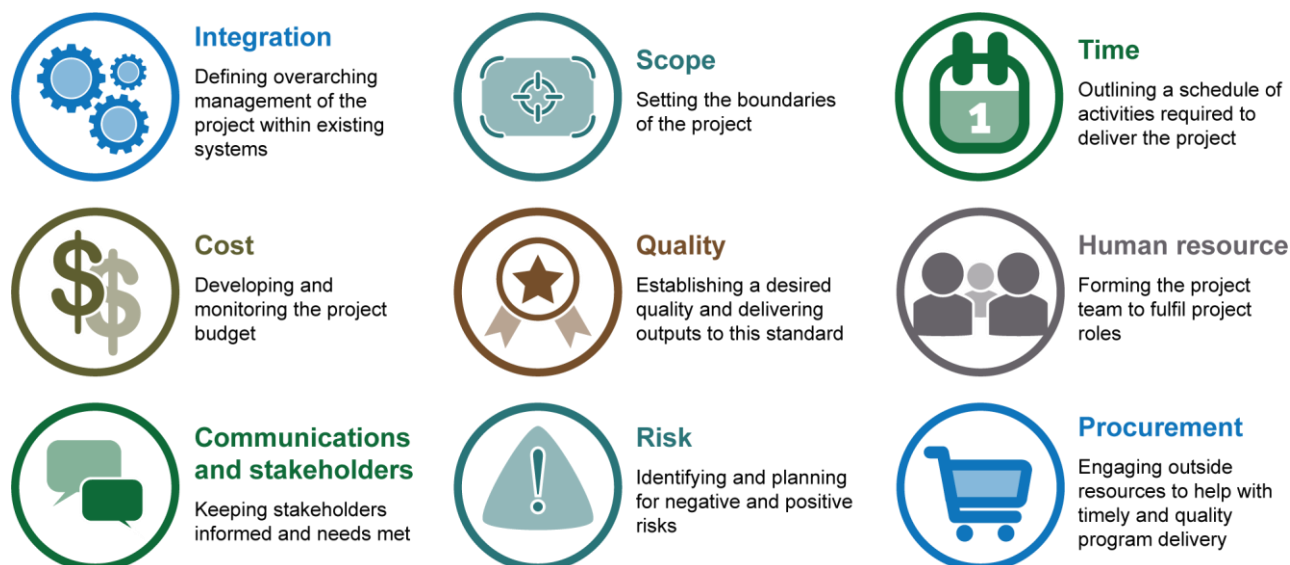 Integration
Defining overarching
management of the
project within existing
systems
Scope
Setting the boundaries
of the project
1
Time
Outlining a schedule of
activities required to
deliver the project
Cost
Developing and
monitoring the project
budget
Quality
Establishing a desired
quality and delivering
outputs to this standard
Human resource
Forming the project
team to fulfil project
roles
Communications
and stakeholders
Keeping stakeholders
informed and needs met
Risk
Identifying and planning
for negative and positive
risks
Procurement
Engaging outside
resources to help with
timely and quality
program delivery